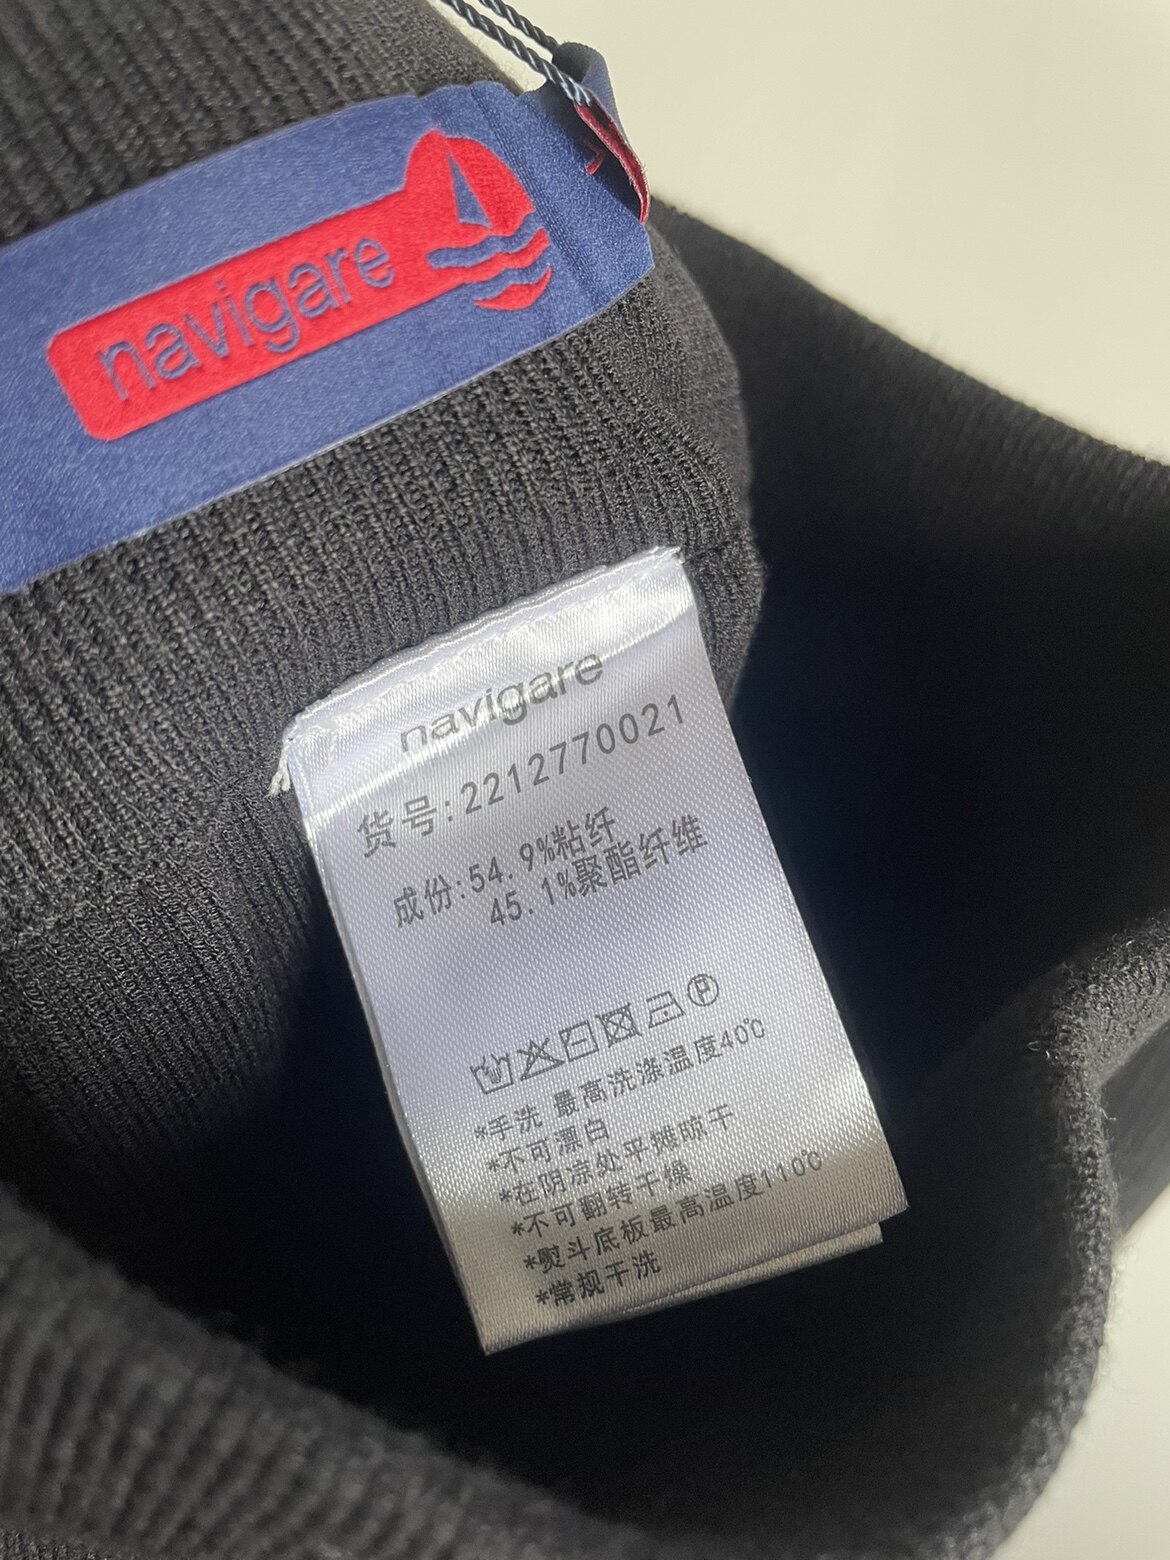 navigare
navigare
货号:2212770021
成份:54.9%粘纤
45.1%聚酯纤维
*手洗 最高洗涤温度40℃
*不可漂白
*在阴凉处平摊晾干
*不可翻转干燥
*熨斗底板最高温度110℃
*常规干洗